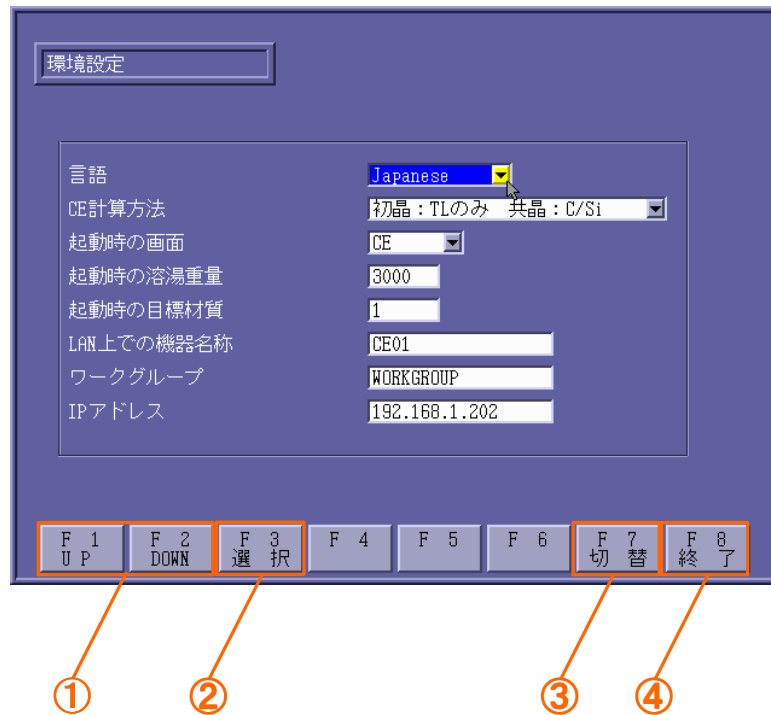 環境設定
言語 Japanese
CE計算方法 初晶：TLのみ 共晶：C/Si
起動時の画面 CE
起動時の溶湯重量 3000
起動時の目標材質 1
LAN上での機器名称 CE01
ワークグループ WORKGROUP
IPアドレス 192.168.1.202
F 1 F 2 F 3 F 4 F 5 F 6 F 7 F 8
U P DOWN 選 択 切 替 終 了
① ② ③ ④